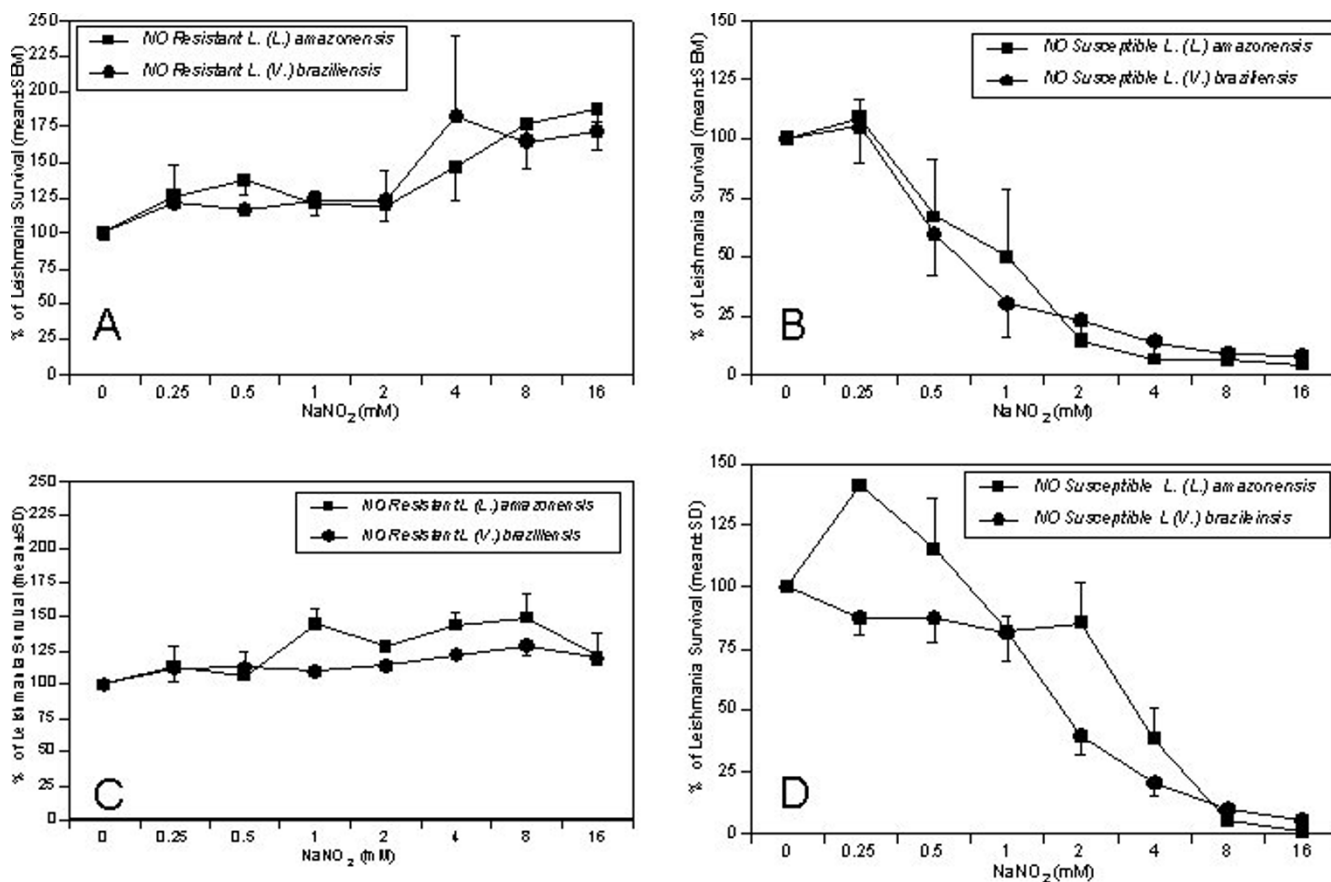 % of Leishmania Survival (mean±SEM)
250
225
200
175
150
125
100
75
50
25
0
NO Resistant L. (L.) amazonensis
NO Resistant L. (V.) braziliensis
A
0 0.25 0.5 1 2 4 8 16
NaNO2 (mM)
% of Leishmania Survival (mean±SEM)
150
125
100
75
50
25
0
NO Susceptible L. (L.) amazonensis
NO Susceptible L. (V.) braziliensis
B
0 0.25 0.5 1 2 4 8 16
NaNO2 (mM)
% of Leishmania Survival (mean±SD)
250
225
200
175
150
125
100
75
50
25
0
NO Resistant L (L.) amazonensis
NO Resistant L (V.) braziliensis
C
0 0.25 0.5 1 2 4 8 16
NaNO2 (mM)
% of Leishmania Survival (mean±SD)
150
125
100
75
50
25
0
NO Susceptible L. (L.) amazonensis
NO Susceptible L (V.) brazileinsis
D
0 0.25 0.5 1 2 4 8 16
NaNO2 (mM)